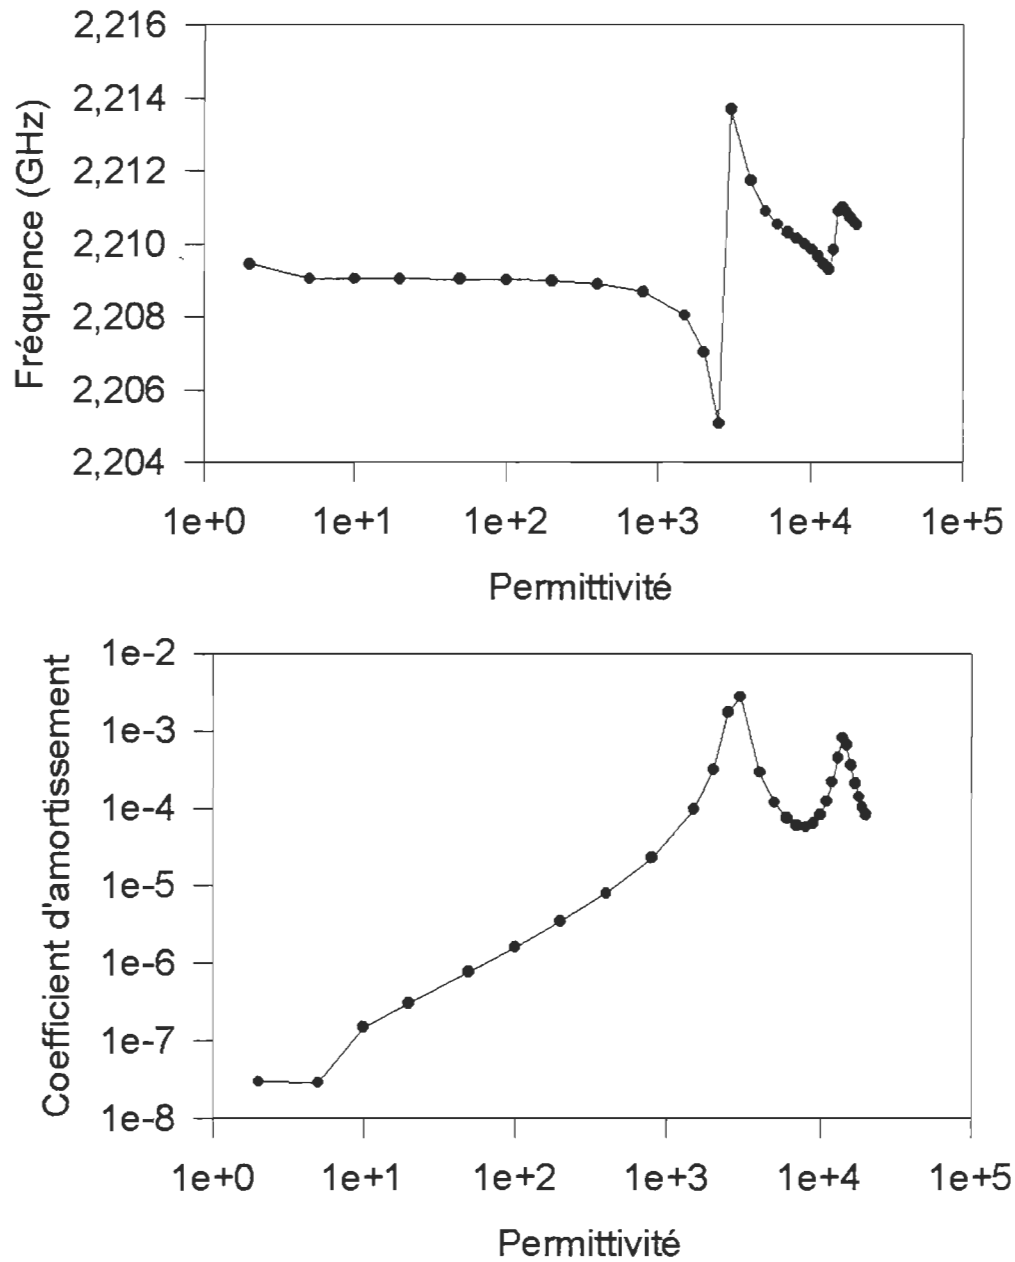 2,216
2,214
2,212
2,210
2,208
2,206
2,204
Fréquence (GHz)
1e+0 1e+1 1e+2 1e+3 1e+4 1e+5
Permittivité
1e-2
1e-3
1e-4
1e-5
1e-6
1e-7
1e-8
Coefficient d'amortissement
1e+0 1e+1 1e+2 1e+3 1e+4 1e+5
Permittivité